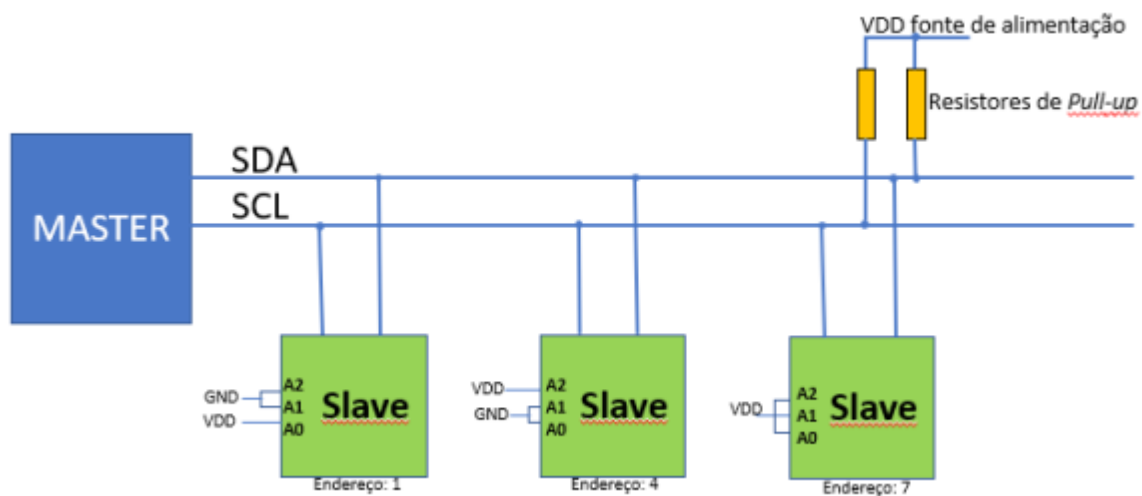 VDD fonte de alimentação
Resistores de Pull-up
SDA
SCL
MASTER
GND
VDD
A2
A1
A0
Slave
Endereço: 1
VDD
GND
A2
A1
A0
Slave
Endereço: 4
VDD
A2
A1
A0
Slave
Endereço: 7